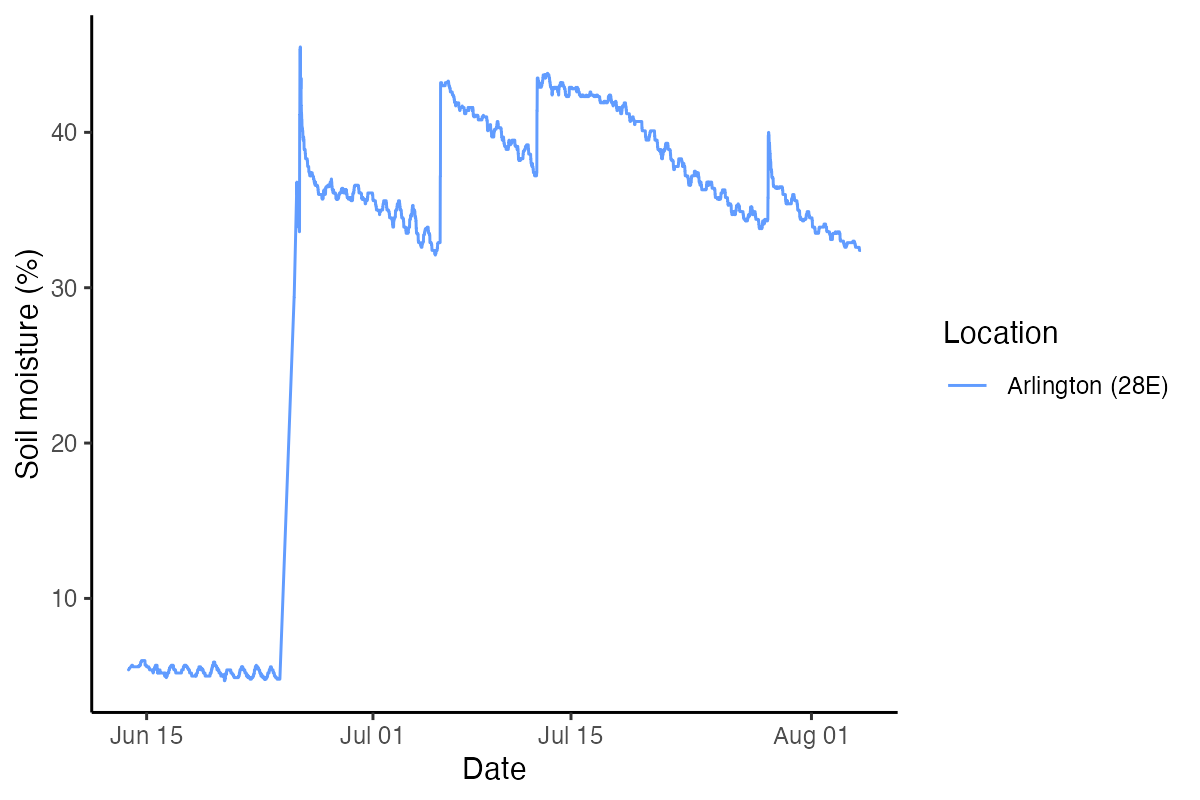 Soil moisture (%)
40
30
20
10
Jun 15
Jul 01
Jul 15
Aug 01
Date
Location
Arlington (28E)